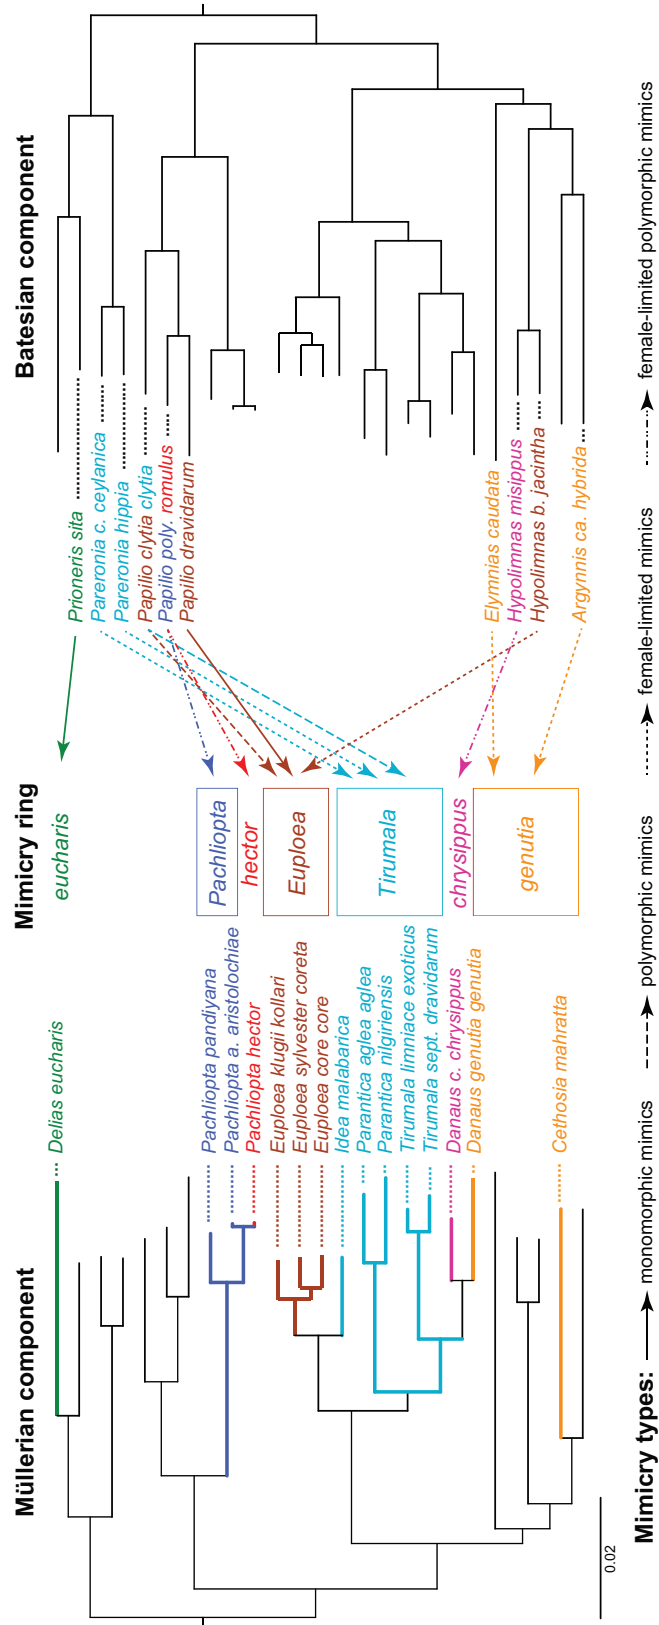 Müllerian component
Mimicry ring
Batesian component
Delias eucharis
Pachliopta pandiyana
Pachliopta a. aristolochiae
Pachliopta hector
Euploea klugii kollari
Euploea sylvester coreta
Euploea core core
Idea malabarica
Parantica aglea aglea
Parantica nilgiriensis
Tirumala limniace exoticus
Tirumala sept. dravidarum
Danaus c. chrysippus
Danaus genutia genutia
Cethosia mahratta
eucharis
Pachliopta
hector
Euploea
Tirumala
chrysippus
genutia
Prioneris sita
Pareronia c. ceylanica
Pareronia hippia
Papilio clytia clytia
Papilio poly. romulus
Papilio dravidarum
Elymnias caudata
Hypolimnas misippus
Hypolimnas b. jacintha
Argynnis ca. hybrida
0.02
Mimicry types: monomorphic mimics polymorphic mimics female-limited mimics female-limited polymorphic mimics